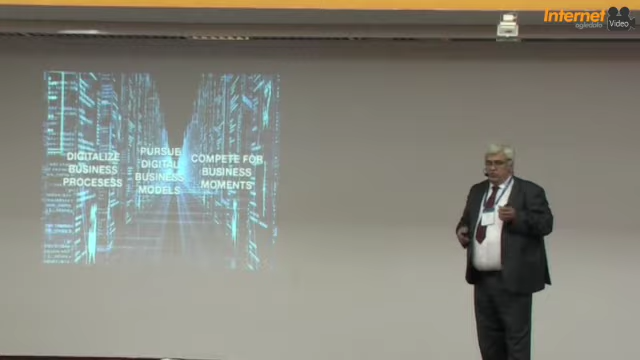 Internet
Video
DIGITALIZE
BUSINESS
PROCESESS
PURSUE
DIGITAL
BUSINESS
MODELS
COMPETE FOR
BUSINESS
MOMENTS